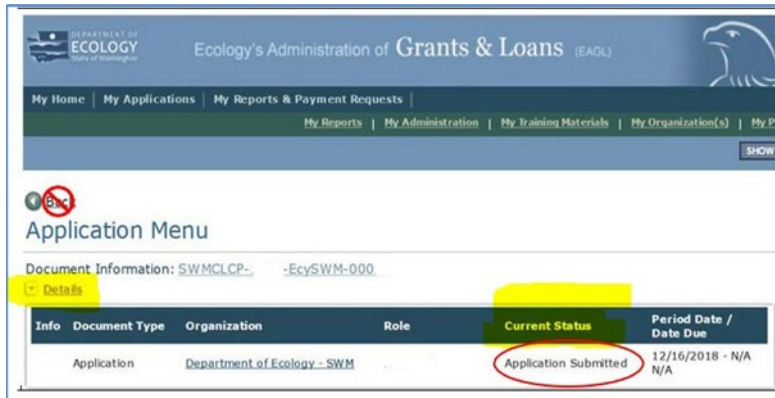 DEPARTMENT OF
ECOLOGY
State of Washington
Ecology's Administration of Grants & Loans (EAGL)
My Home | My Applications | My Reports & Payment Requests |
My Reports | My Administration | My Training Materials | My Organization(s) | My P
SHOW
Back
Application Menu
Document Information: SWMCLCP-. -EcySWM-000
Details
Info Document Type Organization Role Current Status Period Date / Date Due
Application Department of Ecology - SWM Application Submitted 12/16/2018 - N/A
N/A